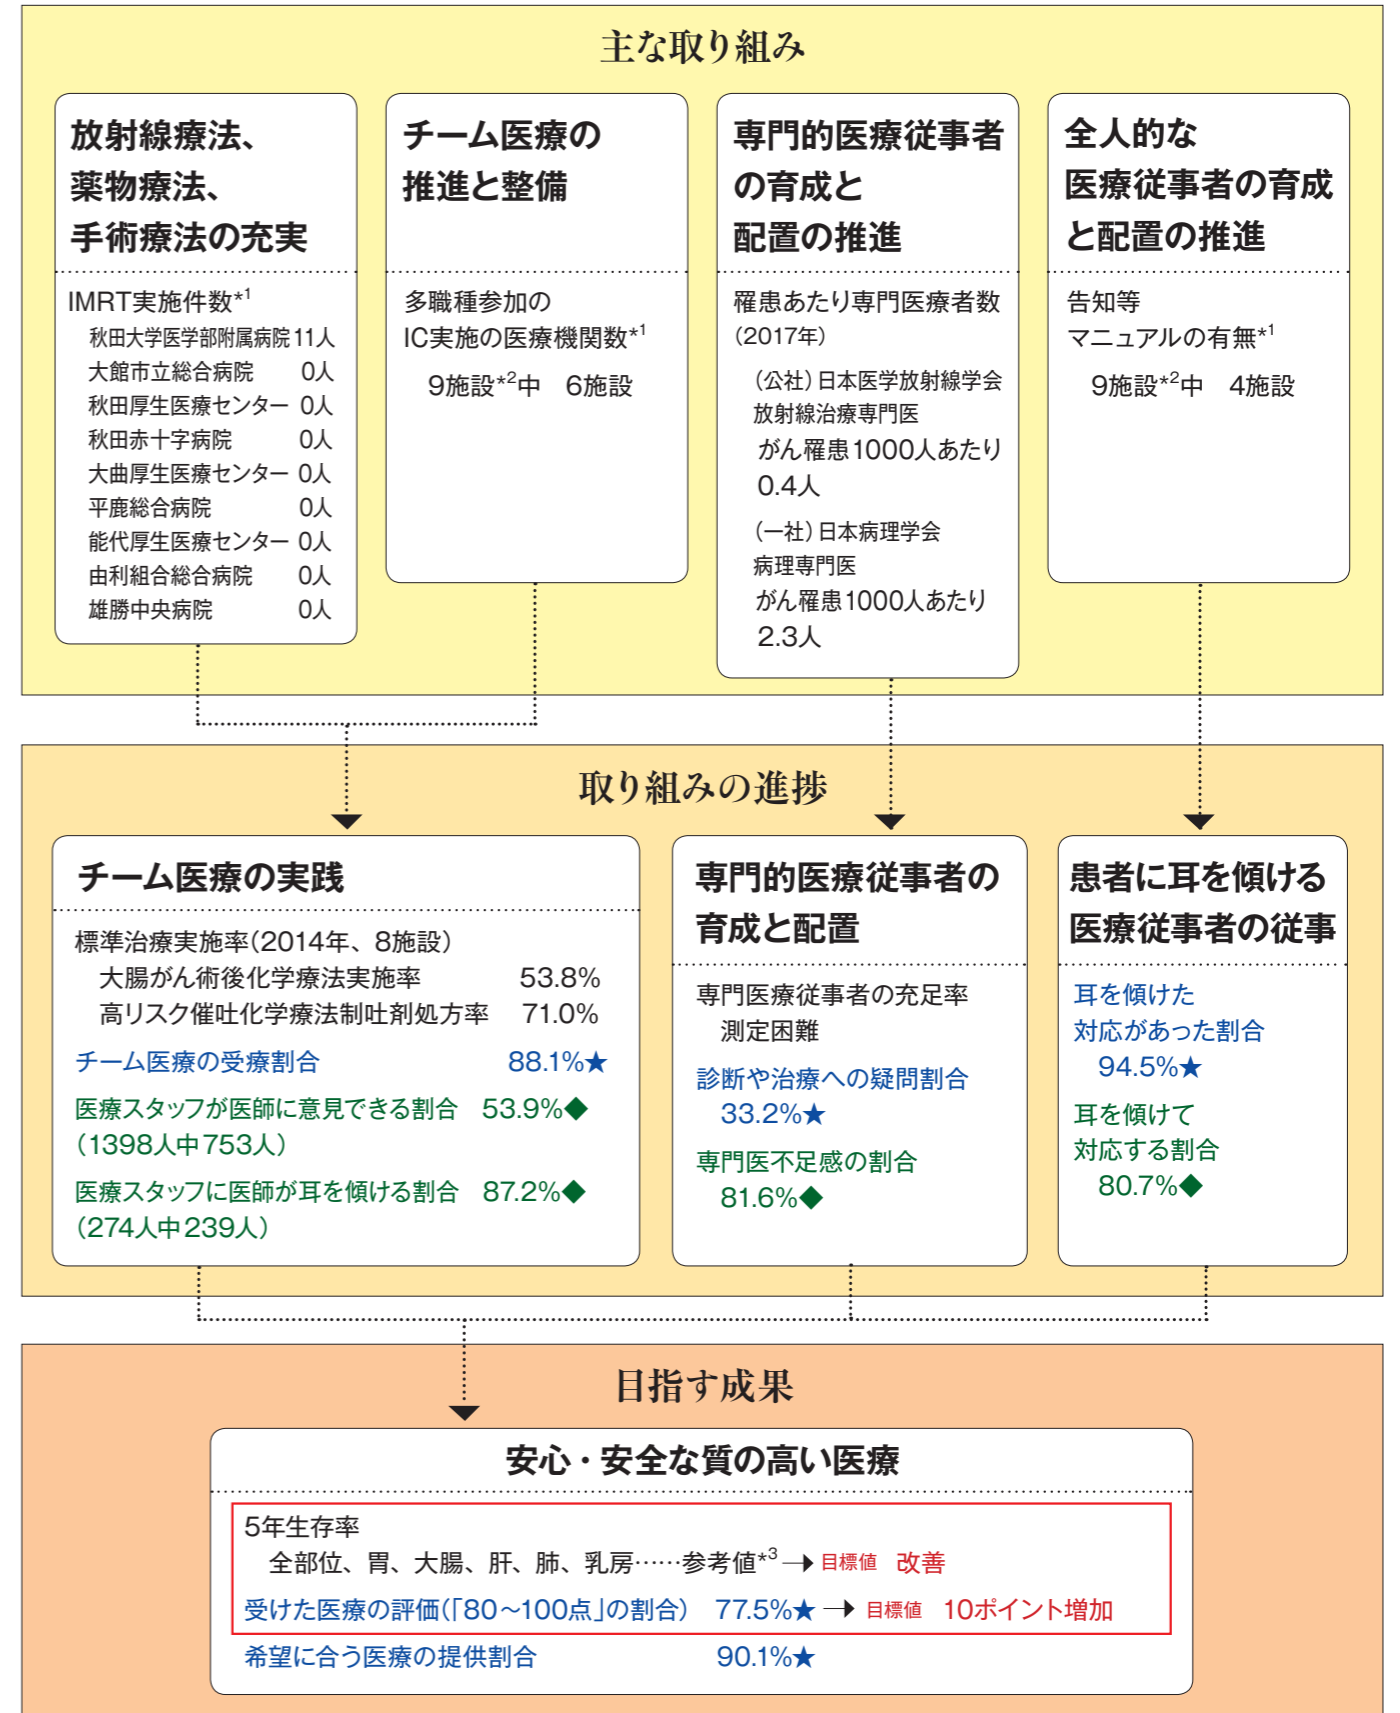 主な取り組み
放射線療法、
薬物療法、
手術療法の充実
IMRT実施件数*1
秋田大学医学部附属病院 11人
大館市立総合病院 0人
秋田厚生医療センター 0人
秋田赤十字病院 0人
大曲厚生医療センター 0人
平鹿総合病院 0人
能代厚生医療センター 0人
由利組合総合病院 0人
雄勝中央病院 0人
チーム医療の
推進と整備
多職種参加の
IC実施の医療機関数*1
9施設*2中 6施設
専門的医療従事者
の育成と
配置の推進
罹患あたり専門医療者数
(2017年)
(公社)日本医学放射線学会
放射線治療専門医
がん罹患1000人あたり
0.4人
(一社)日本病理学会
病理専門医
がん罹患1000人あたり
2.3人
全人的な
医療従事者の育成
と配置の推進
告知等
マニュアルの有無*1
9施設*2中 4施設
取り組みの進捗
チーム医療の実践
標準治療実施率(2014年、8施設)
大腸がん術後化学療法実施率 53.8%
高リスク催吐化学療法制吐剤処方率 71.0%
チーム医療の受療割合 88.1%★
医療スタッフが医師に意見できる割合 53.9%◆
(1398人中753人)
医療スタッフに医師が耳を傾ける割合 87.2%◆
(274人中239人)
専門的医療従事者の
育成と配置
専門医療従事者の充足率
測定困難
診断や治療への疑問割合
33.2%★
専門医不足感の割合
81.6%◆
患者に耳を傾ける
医療従事者の従事
耳を傾けた
対応があった割合
94.5%★
耳を傾けて
対応する割合
80.7%◆
目指す成果
安心・安全な質の高い医療
5年生存率
全部位、胃、大腸、肝、肺、乳房……参考値*3→目標値 改善
受けた医療の評価(「80〜100点」の割合) 77.5%★→目標値 10ポイント増加
希望に合う医療の提供割合 90.1%★